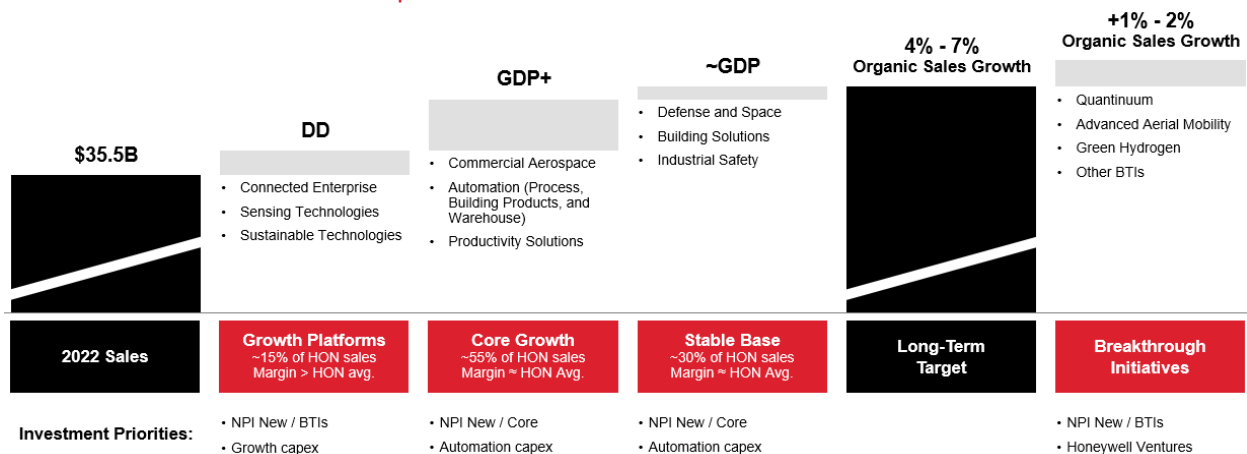 $35.5B
DD
• Connected Enterprise
• Sensing Technologies
• Sustainable Technologies
GDP+
• Commercial Aerospace
• Automation (Process,
Building Products, and
Warehouse)
• Productivity Solutions
~GDP
• Defense and Space
• Building Solutions
• Industrial Safety
4% - 7%
Organic Sales Growth
+1% - 2%
Organic Sales Growth
• Quantinuum
• Advanced Aerial Mobility
• Green Hydrogen
• Other BTIs
2022 Sales
Growth Platforms
~15% of HON sales
Margin > HON avg.
Core Growth
~55% of HON sales
Margin ≈ HON Avg.
Stable Base
~30% of HON sales
Margin ≈ HON Avg.
Long-Term
Target
Breakthrough
Initiatives
Investment Priorities:
• NPI New / BTIs
• Growth capex
• NPI New / Core
• Automation capex
• NPI New / Core
• Automation capex
• NPI New / BTIs
• Honeywell Ventures